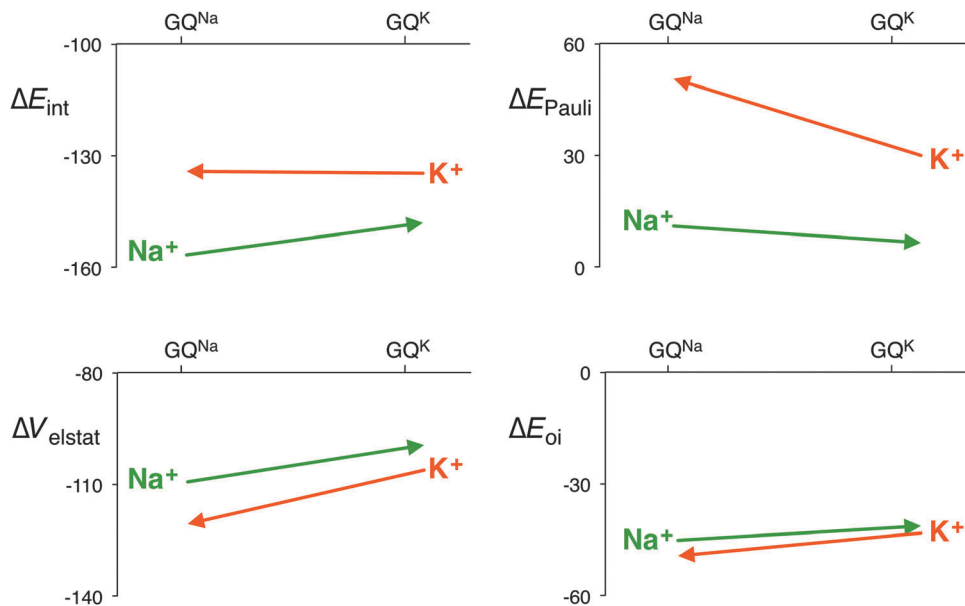 GQ^Na GQ^K
-100
ΔE_int
-130
K⁺
Na⁺
-160
GQ^Na GQ^K
60
ΔE_Pauli
30
K⁺
Na⁺
0
GQ^Na GQ^K
-80
ΔV_elstat
K⁺
Na⁺
-110
-140
GQ^Na GQ^K
0
ΔE_oi
-30
Na⁺
K⁺
-60